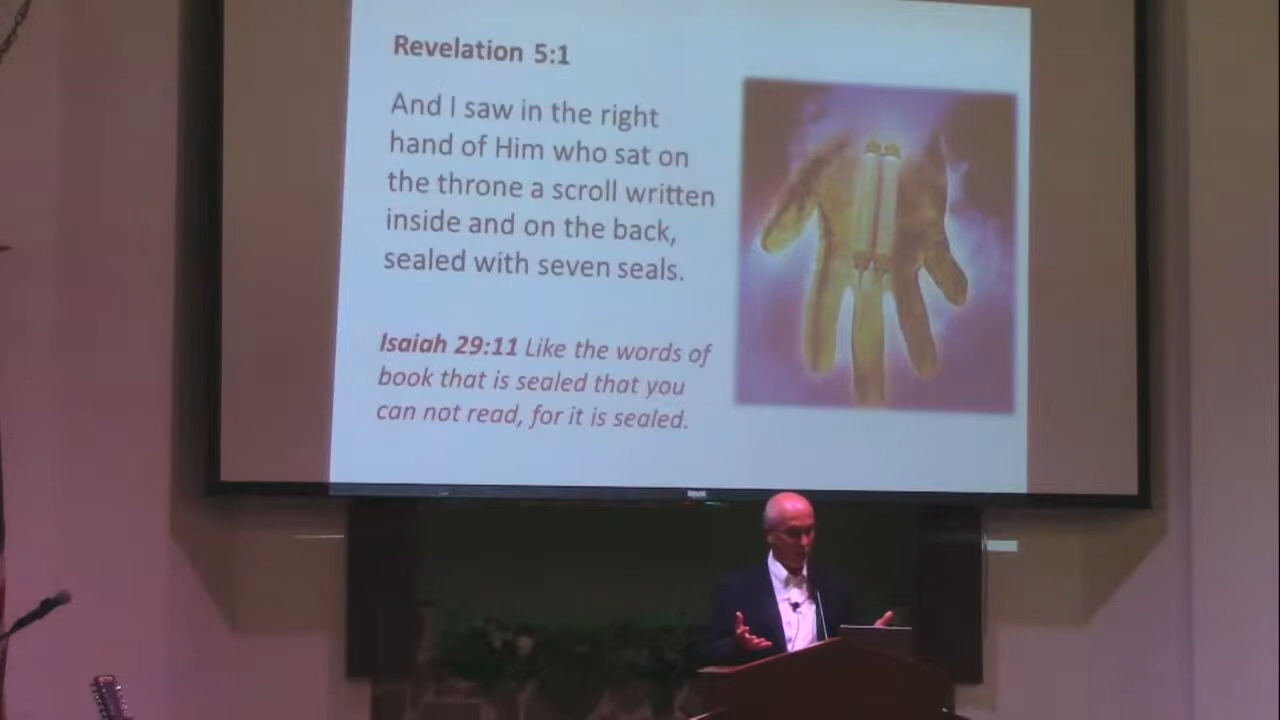 Revelation 5:1
And I saw in the right
hand of Him who sat on
the throne a scroll written
inside and on the back,
sealed with seven seals.
Isaiah 29:11 Like the words of
book that is sealed that you
can not read, for it is sealed.